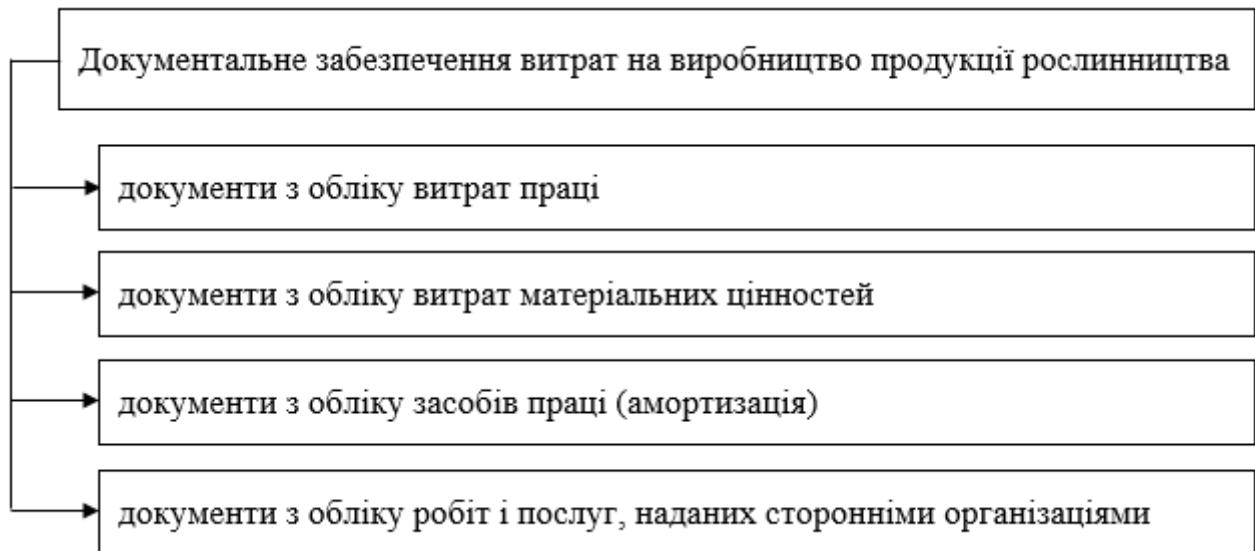 Документальне забезпечення витрат на виробництво продукції рослинництва
документи з обліку витрат праці
документи з обліку витрат матеріальних цінностей
документи з обліку засобів праці (амортизація)
документи з обліку робіт і послуг, наданих сторонніми організаціями